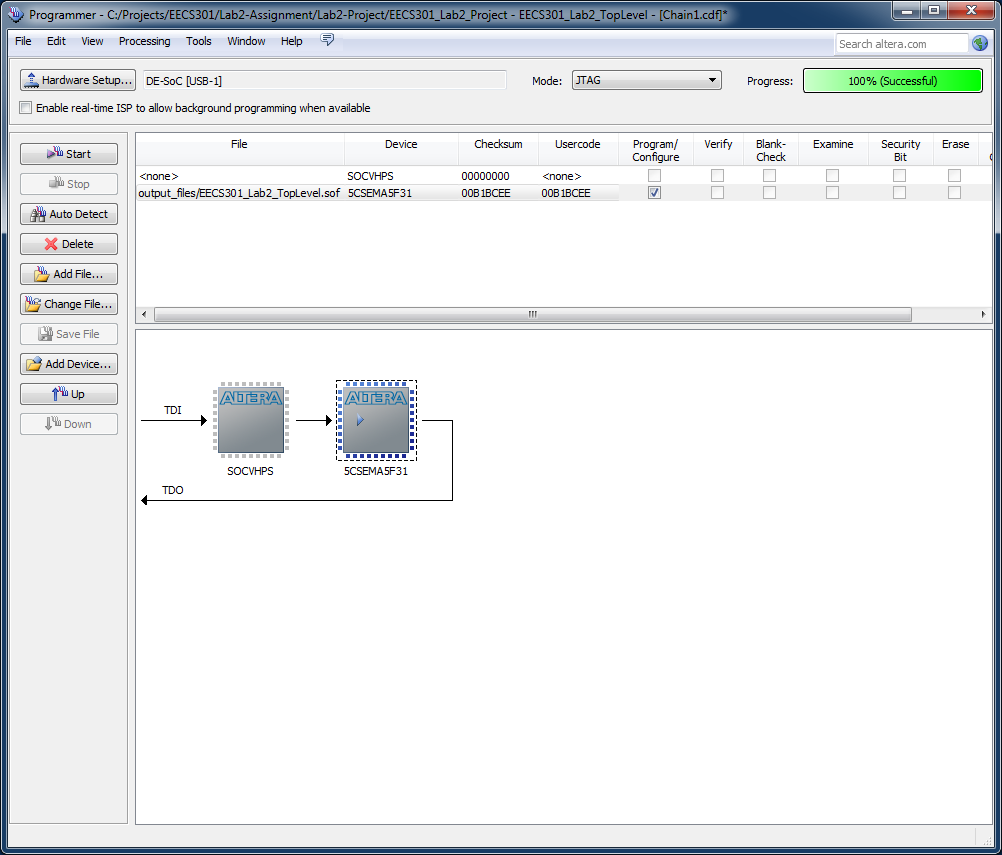 Programmer - C:/Projects/EECS301/Lab2-Assignment/Lab2-Project/EECS301_Lab2_Project - EECS301_Lab2_TopLevel - [Chain1.cdf]*
File Edit View Processing Tools Window Help
Search altera.com
Hardware Setup... DE-SoC [USB-1] Mode: JTAG Progress: 100% (Successful)
Enable real-time ISP to allow background programming when available
Start
Stop
Auto Detect
Delete
Add File...
Change File...
Save File
Add Device...
Up
Down
File Device Checksum Usercode Program/ Verify Blank- Examine Security Erase
Configure Check Bit
<none> SOCVHPS 00000000 <none>
output_files/EECS301_Lab2_TopLevel.sof 5CSEMA5F31 00B1BCEE 00B1BCEE
ALTERA ALTERA
TDI
SOCVHPS 5CSEMA5F31
TDO